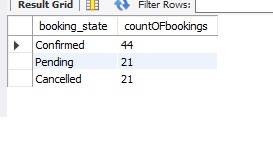 Result Grid Filter Rows:
booking_state countOFbookings
Confirmed 44
Pending 21
Cancelled 21